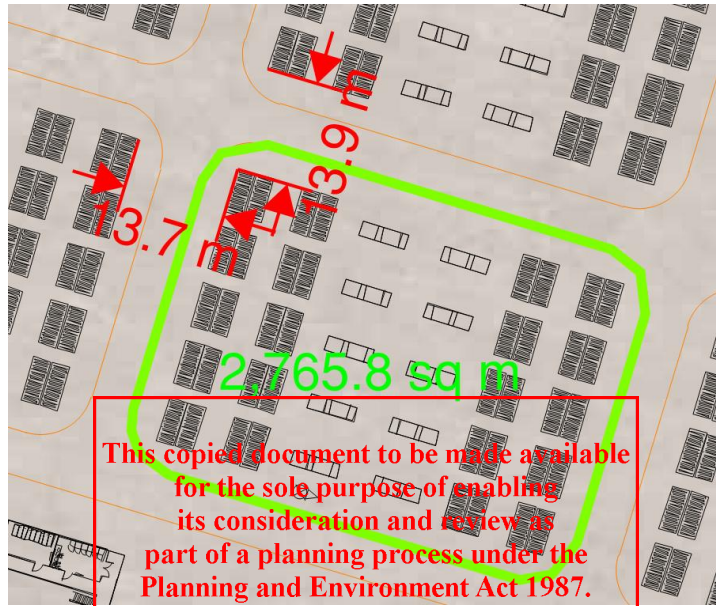 13.9 m
13.7 m
2,765.8 sq m
This copied document to be made available
for the sole purpose of enabling
its consideration and review as
part of a planning process under the
Planning and Environment Act 1987.